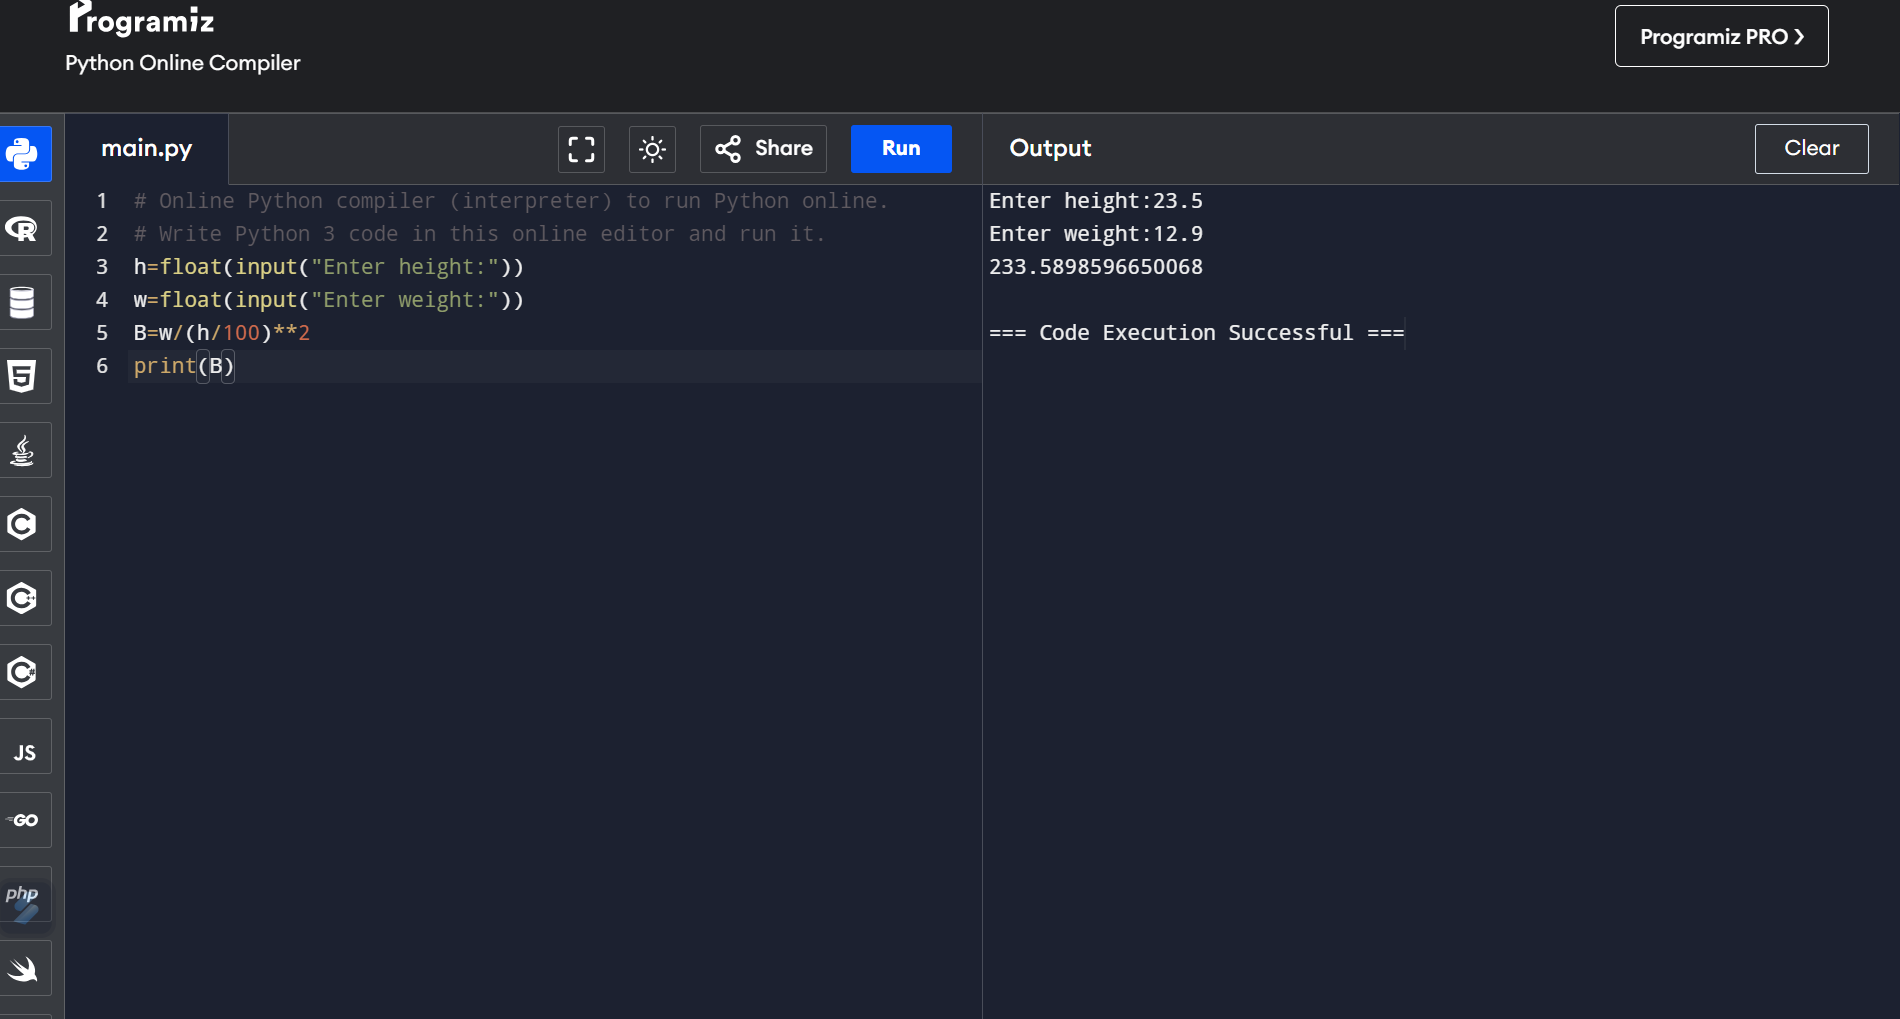 Programiz
Python Online Compiler
Programiz PRO ❯
main.py
Share
Run
Output
Clear
1 # Online Python compiler (interpreter) to run Python online.
2 # Write Python 3 code in this online editor and run it.
3 h=float(input("Enter height:"))
4 w=float(input("Enter weight:"))
5 B=w/(h/100)**2
6 print(B)
Enter height:23.5
Enter weight:12.9
233.5898596650068
=== Code Execution Successful ===
R
5
C
C++
C#
JS
GO
php